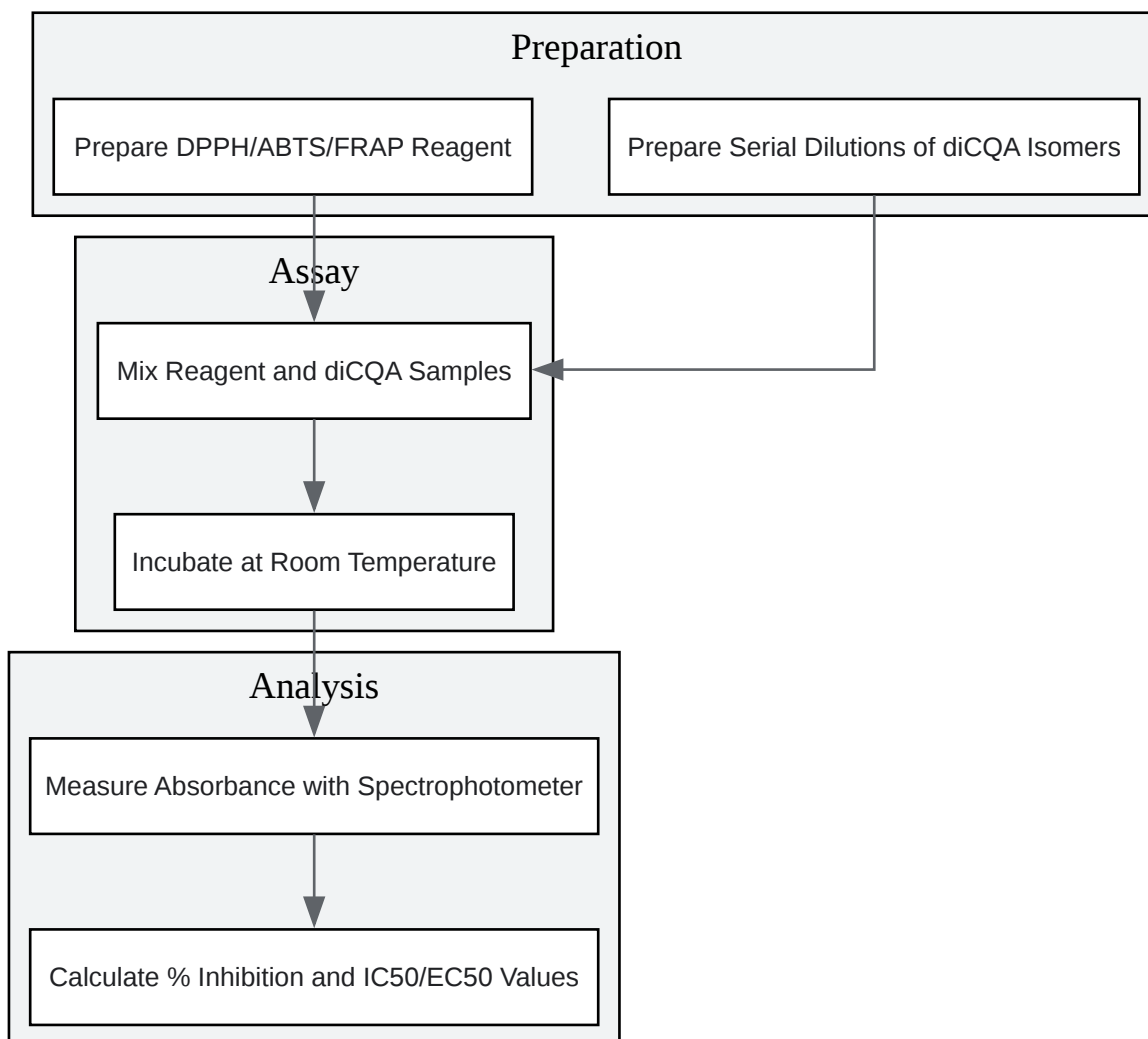 Preparation
Prepare DPPH/ABTS/FRAP Reagent
Prepare Serial Dilutions of diCQA Isomers
Assay
Mix Reagent and diCQA Samples
Incubate at Room Temperature
Analysis
Measure Absorbance with Spectrophotometer
Calculate % Inhibition and IC50/EC50 Values